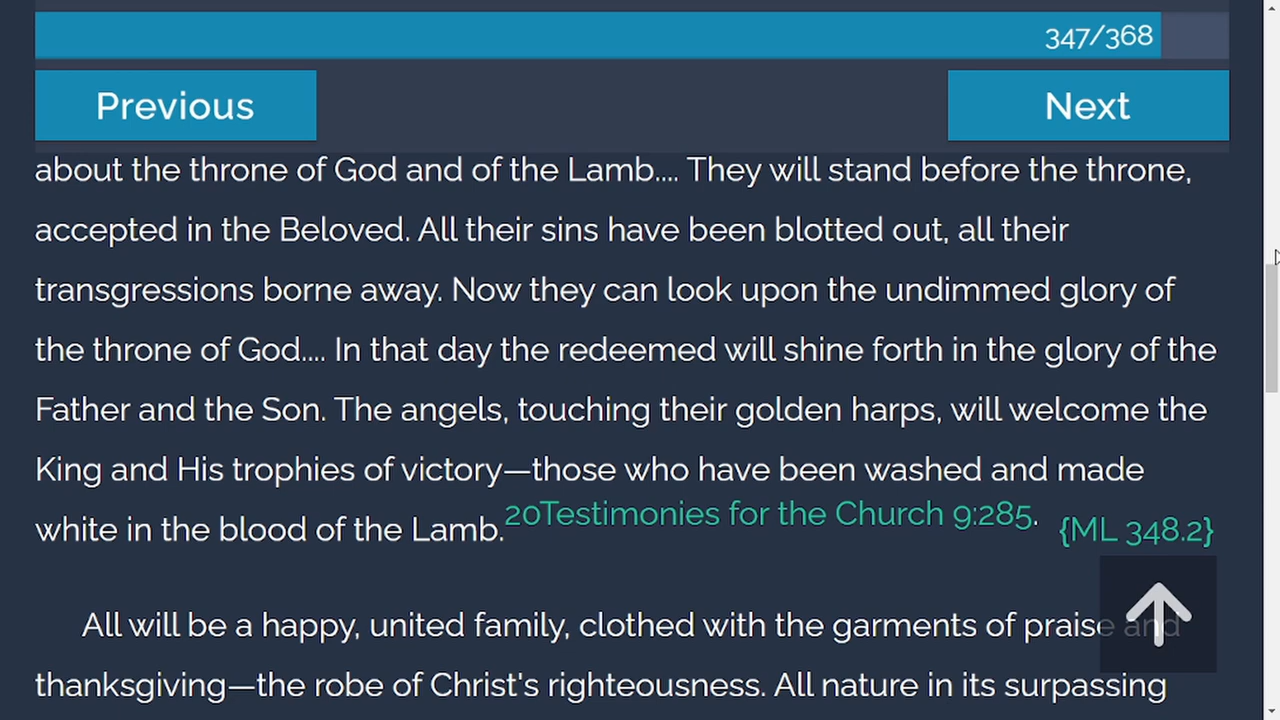 347/368
Previous
Next
about the throne of God and of the Lamb.... They will stand before the throne,
accepted in the Beloved. All their sins have been blotted out, all their
transgressions borne away. Now they can look upon the undimmed glory of
the throne of God.... In that day the redeemed will shine forth in the glory of the
Father and the Son. The angels, touching their golden harps, will welcome the
King and His trophies of victory—those who have been washed and made
white in the blood of the Lamb.20Testimonies for the Church 9:285. {ML 348.2}
All will be a happy, united family, clothed with the garments of praise and
thanksgiving—the robe of Christ's righteousness. All nature in its surpassing